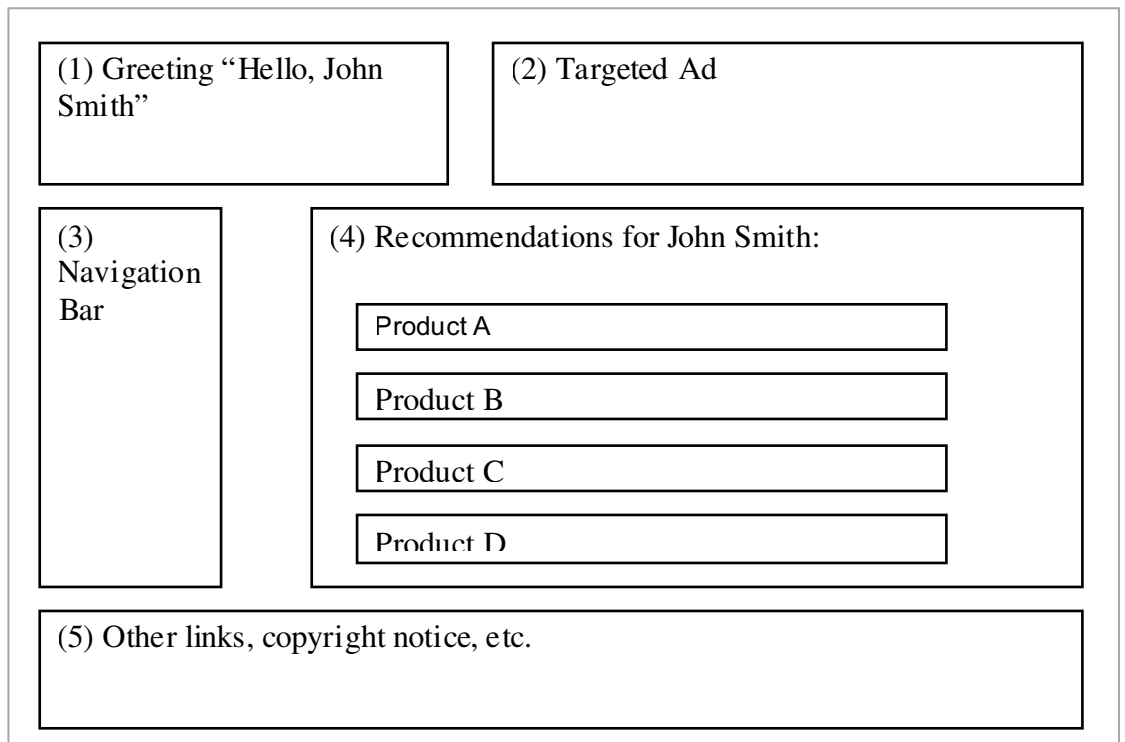 (1) Greeting “Hello, John
Smith”
(2) Targeted Ad
(3)
Navigation
Bar
(4) Recommendations for John Smith:
Product A
Product B
Product C
Product D
(5) Other links, copyright notice, etc.